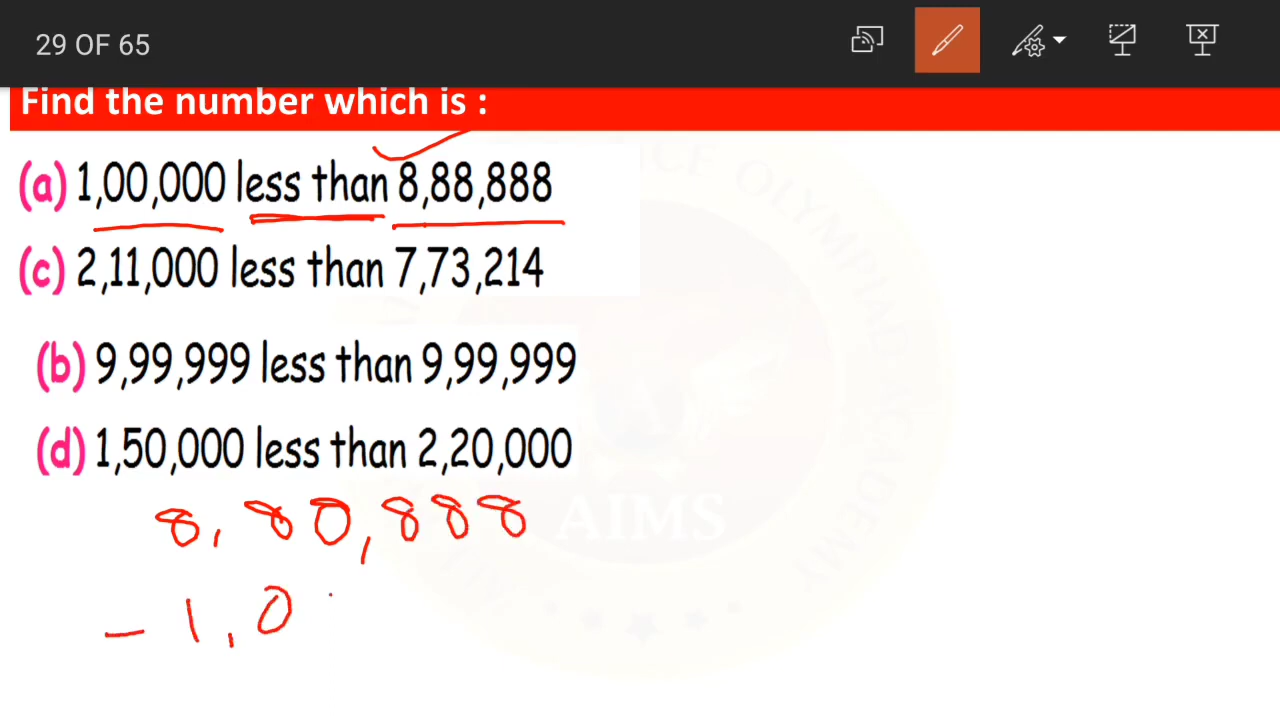 29 OF 65
Find the number which is :
(a) 1,00,000 less than 8,88,888
(c) 2,11,000 less than 7,73,214
(b) 9,99,999 less than 9,99,999
(d) 1,50,000 less than 2,20,000
8,80,888
AIMS
- 1,0